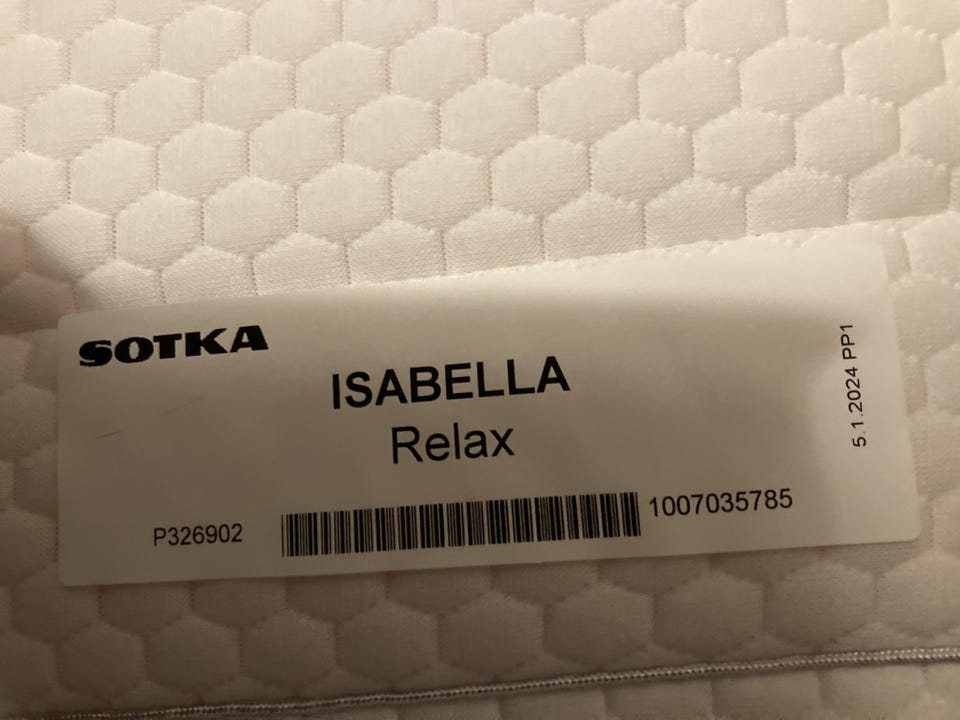 SOTKA
ISABELLA
Relax
5.1.2024 PP1
P326902
1007035785